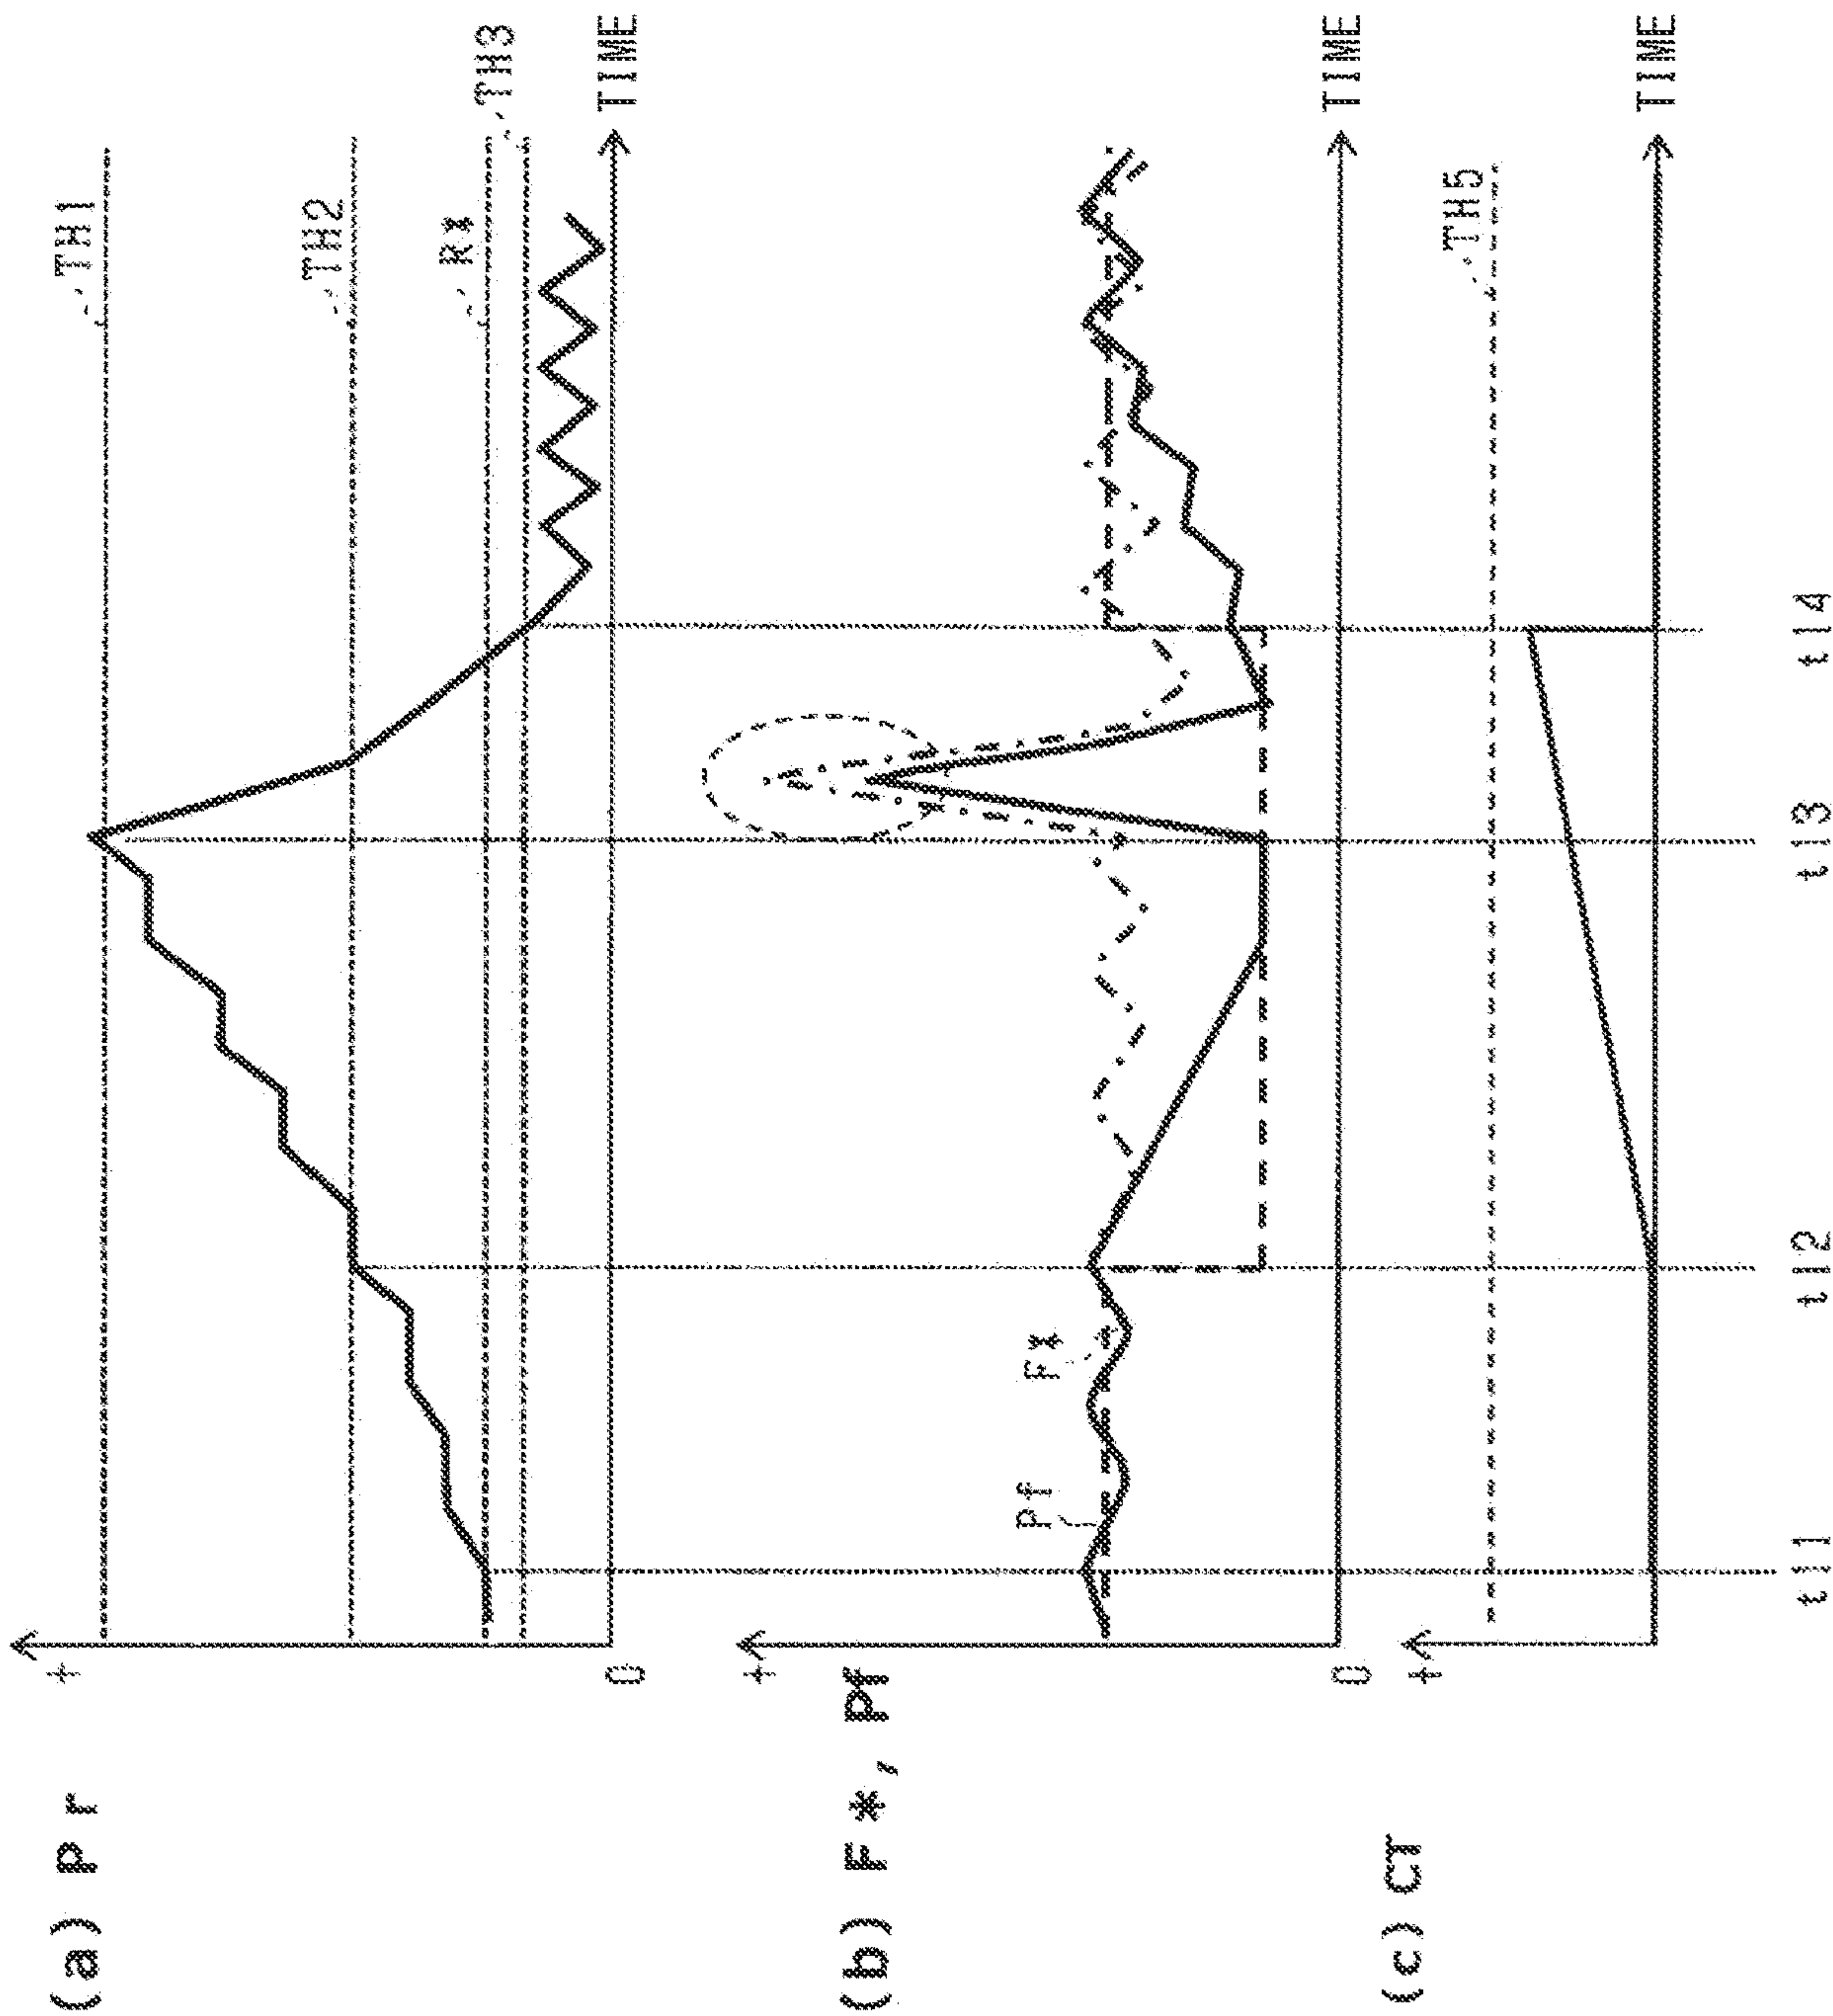 (a) Pr
+
TH1
TH2
R*
TH3
0
TIME
(b) F*, Pf
+
Pf
F*
0
TIME
(c) CT
+
TH5
TIME
t11
t12
t13
t14